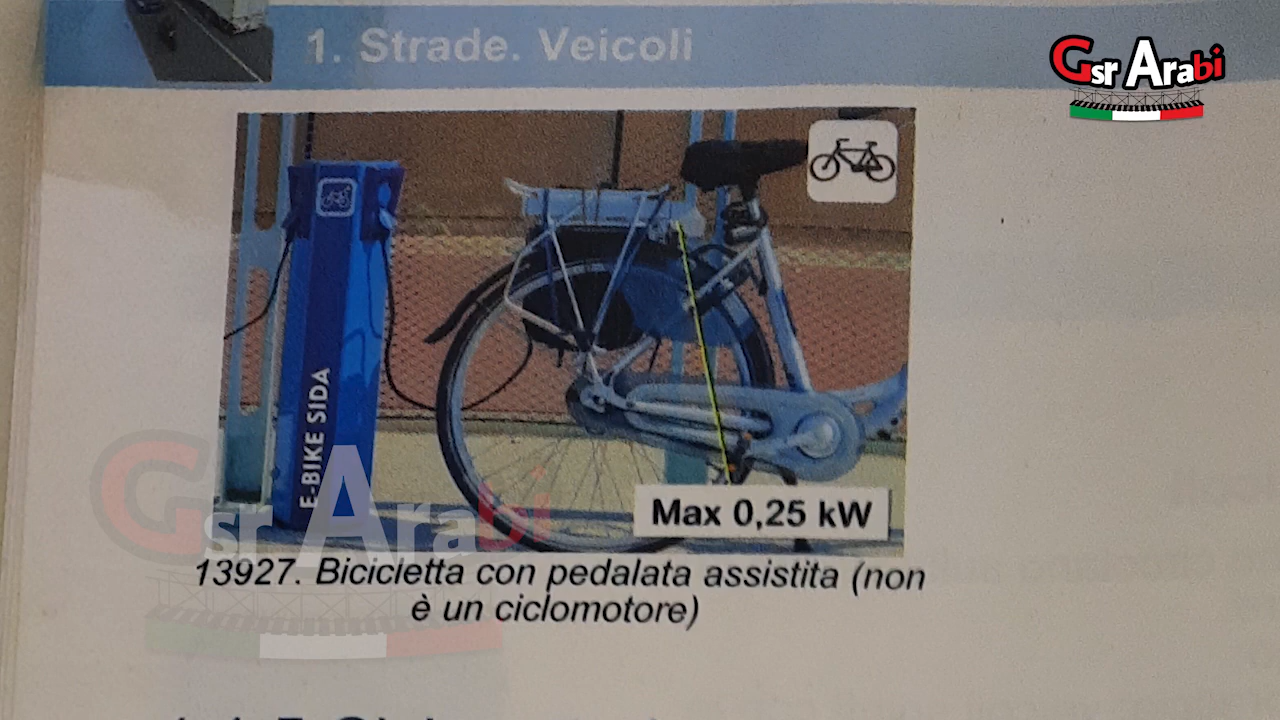 1. Strade. Veicoli
Gsr Arabi
E-BIKE SIDA
Max 0,25 kW
Gsr Arabi
13927. Bicicletta con pedalata assistita (non
è un ciclomotore)